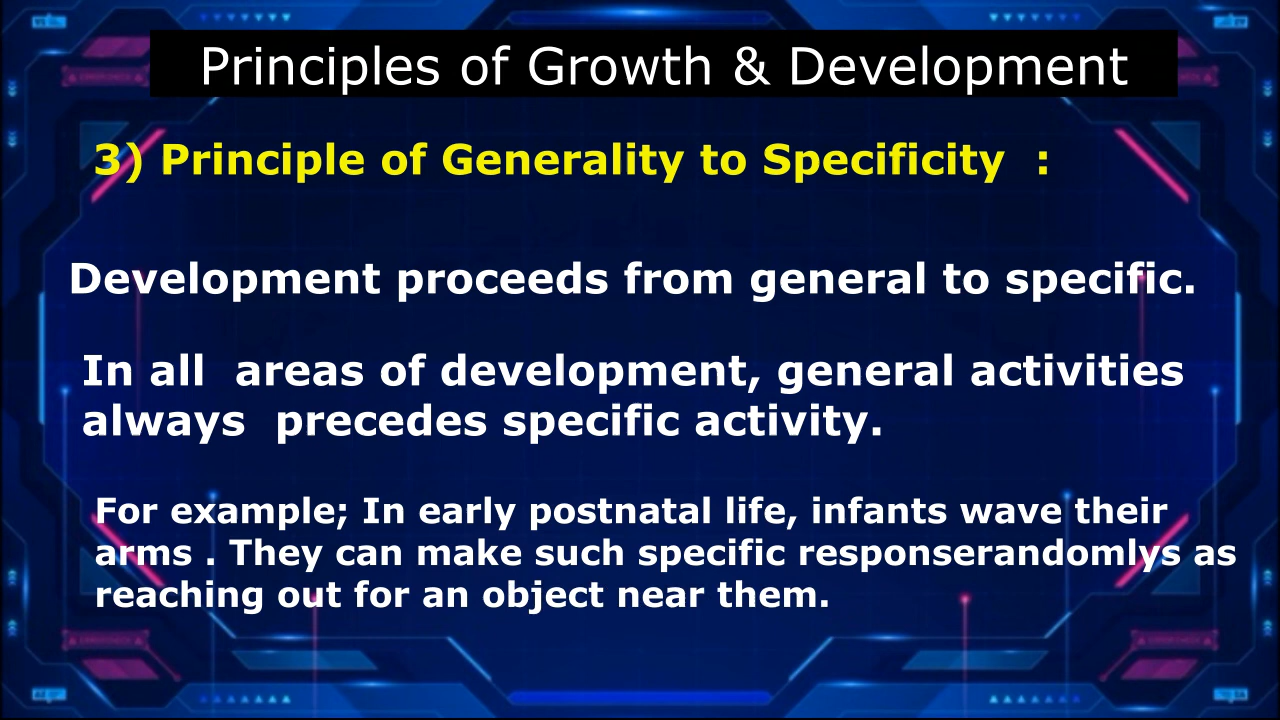 Principles of Growth & Development
3) Principle of Generality to Specificity :
Development proceeds from general to specific.
In all areas of development, general activities
always precedes specific activity.
For example; In early postnatal life, infants wave their
arms . They can make such specific responserandomlys as
reaching out for an object near them.